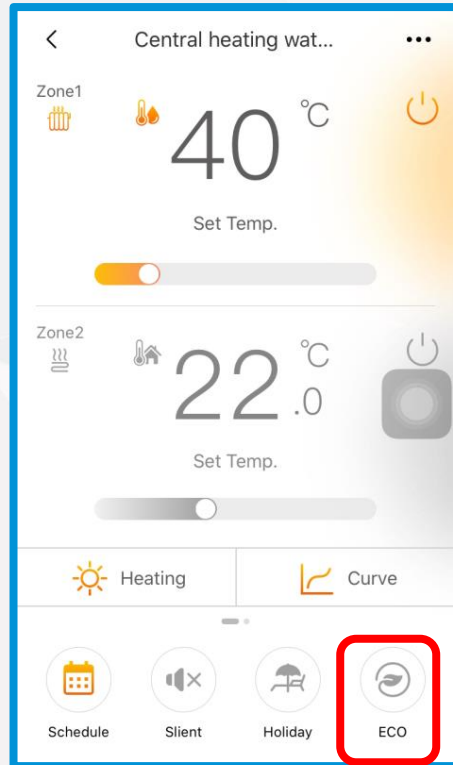 Central heating wat...
Zone1
40 °C
Set Temp.
Zone2
22.0 °C
Set Temp.
Heating
Curve
Schedule
Slient
Holiday
ECO